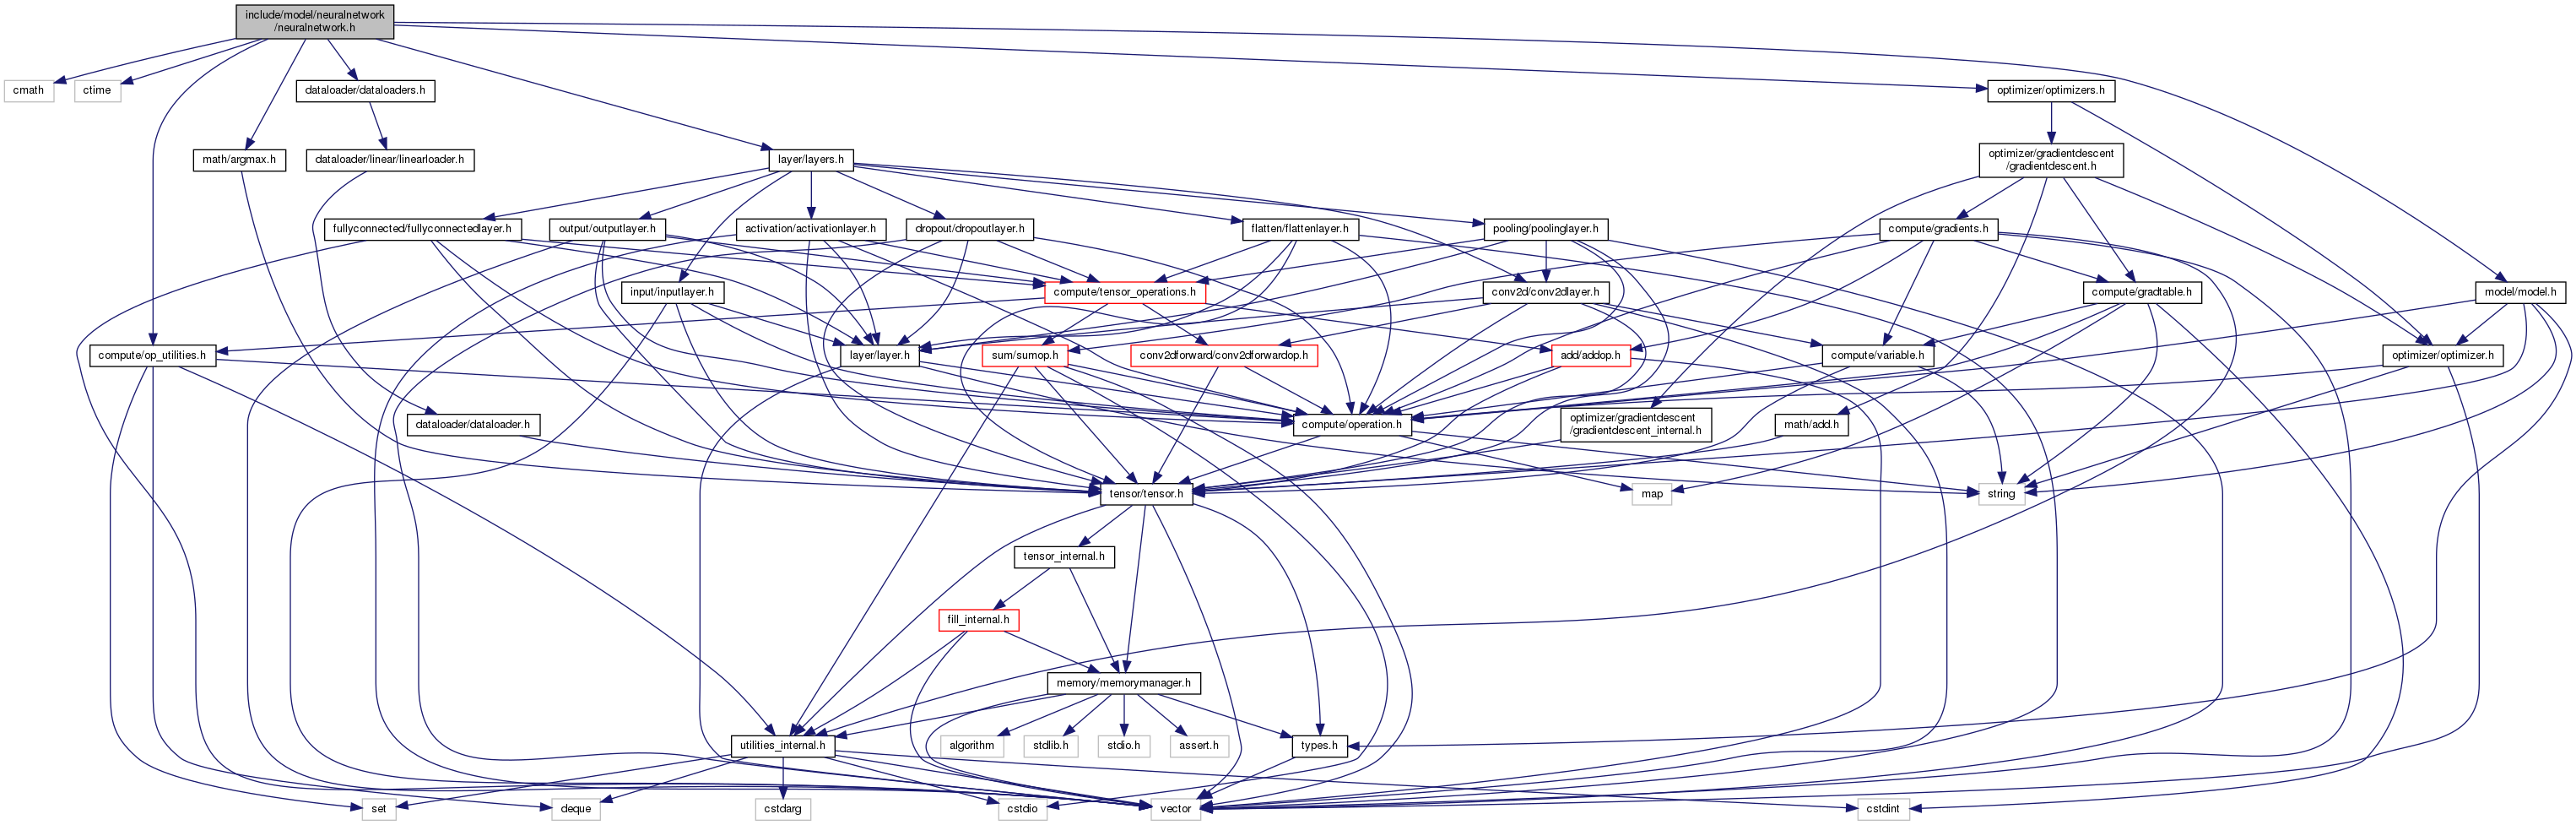 include/model/neuralnetwork
/neuralnetwork.h
cmath
ctime
dataloader/dataloaders.h
optimizer/optimizers.h
math/argmax.h
dataloader/linear/linearloader.h
layer/layers.h
optimizer/gradientdescent
/gradientdescent.h
fullyconnected/fullyconnectedlayer.h
output/outputlayer.h
activation/activationlayer.h
dropout/dropoutlayer.h
flatten/flattenlayer.h
pooling/poolinglayer.h
compute/gradients.h
input/inputlayer.h
compute/tensor_operations.h
conv2d/conv2dlayer.h
compute/gradtable.h
model/model.h
compute/op_utilities.h
layer/layer.h
sum/sumop.h
conv2dforward/conv2dforwardop.h
add/addop.h
compute/variable.h
optimizer/optimizer.h
dataloader/dataloader.h
compute/operation.h
optimizer/gradientdescent
/gradientdescent_internal.h
math/add.h
tensor/tensor.h
map
string
tensor_internal.h
fill_internal.h
memory/memorymanager.h
utilities_internal.h
algorithm
stdlib.h
stdio.h
assert.h
types.h
set
deque
cstdarg
cstdio
vector
cstdint